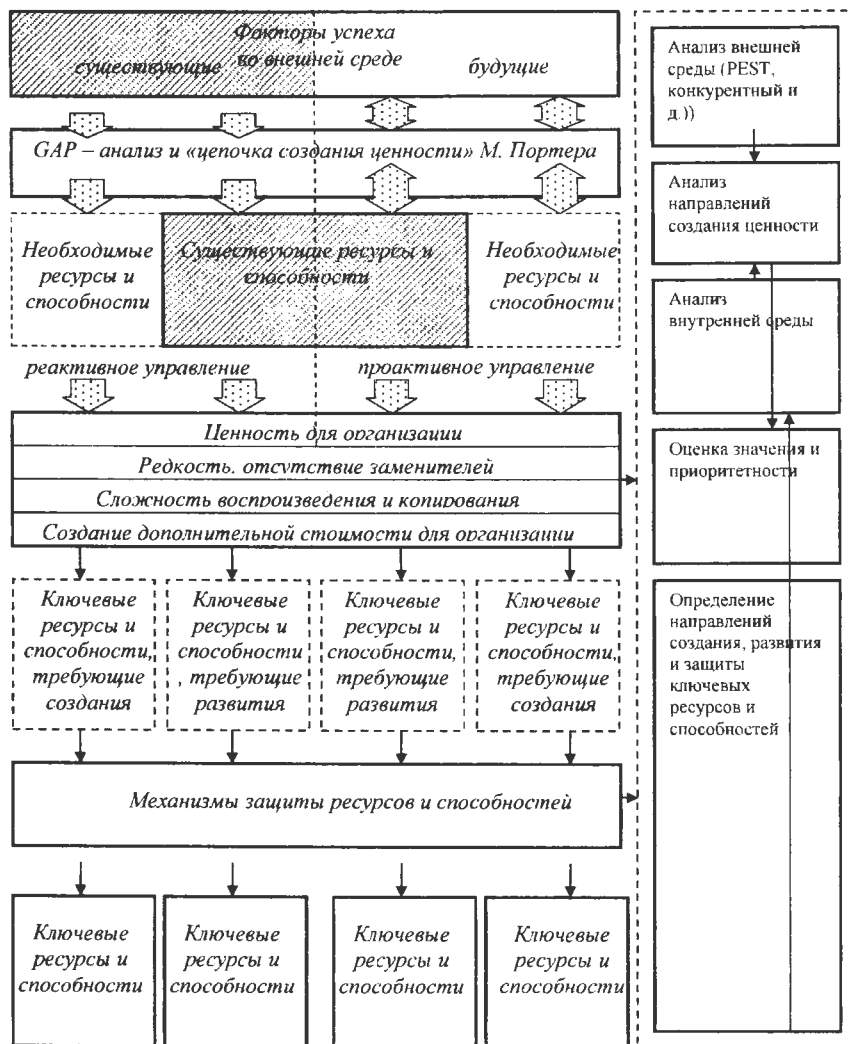 Факторы успеха
во внешней среде
существующие
будущие
GAP – анализ и «цепочка создания ценности» М. Портера
Необходимые
ресурсы и
способности
Существующие ресурсы и
способности
Необходимые
ресурсы и
способности
реактивное управление
проактивное управление
Ценность для организации
Редкость, отсутствие заменителей
Сложность воспроизведения и копирования
Создание дополнительной стоимости для организации
Ключевые
ресурсы и
способности,
требующие
создания
Ключевые
ресурсы и
способности
, требующие
развития
Ключевые
ресурсы и
способности,
требующие
развития
Ключевые
ресурсы и
способности,
требующие
создания
Механизмы защиты ресурсов и способностей
Ключевые
ресурсы и
способности
Ключевые
ресурсы и
способности
Ключевые
ресурсы и
способности
Ключевые
ресурсы и
способности
Анализ внешней
среды (PEST,
конкурентный и
д.))
Анализ
направлений
создания ценности
Анализ
внутренней среды
Оценка значения и
приоритетности
Определение
направлений
создания, развития
и защиты
ключевых
ресурсов и
способностей